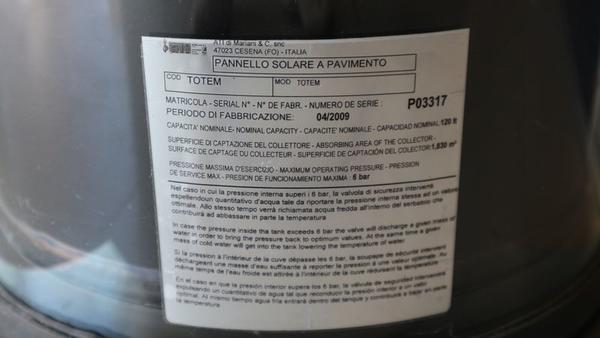 ATI di Mariani & C. snc
47023 CESENA (FO) - ITALIA
PANNELLO SOLARE A PAVIMENTO
COD TOTEM MOD TOTEM
MATRICOLA - SERIAL N° - N° DE FABR. - NUMERO DE SERIE : P03317
PERIODO DI FABBRICAZIONE: 04/2009
CAPACITA' NOMINALE- NOMINAL CAPACITY - CAPACITE' NOMINALE - CAPACIDAD NOMINAL 120 lt
SUPERFICIE DI CAPTAZIONE DEL COLLETTORE - ABSORBING AREA OF THE COLLECTOR -
SURFACE DE CAPTAGE DU COLLECTEUR - SUPERFICIE DE CAPTACIÓN DEL COLECTOR: 1,830 m²
PRESSIONE MASSIMA D'ESERCIZIO - MAXIMUM OPERATING PRESSURE - PRESSION
DE SERVICE MAX - PRESION DE FUNCIONAMIENTO MAXIMA : 6 bar
Nel caso in cui la pressione interna superi i 6 bar, la valvola di sicurezza interverrà
espellendoun quantitativo d'acqua tale da riportare la pressione interna stessa ad un valore
ottimale. Allo stesso tempo verrà richiamata acqua fredda all'interno del serbatoio che
contribuirà ad abbassare in parte la temperatura
In case the pressure inside tha tank exceeds 6 bar the valve will discharge a given mass of
water in order to bring the pressure back to optimum values. At the same time a given
mass of cold water will get into the tank lowering the temperature of water
Si la pression à l'intérieur de la cuve dépasse les 6 bar, la soupape de sécurité intervient
déchargeant une masse d'eau suffisante à reporter la pression à une valeur optimale. Au
même temps de l'eau froide est attirée à l'intérieur de la cuve réduisant la température
En el caso en que la presión interior supera los 6 bar, la válvula de seguridad intervendrá
expulsando un cuantitativo de agua tal que reconduzca la presión interior a un valor
optimal. Al mismo tiempo agua fría entrará dentro del tanque y contribuye a bajar en parte
la temperatura